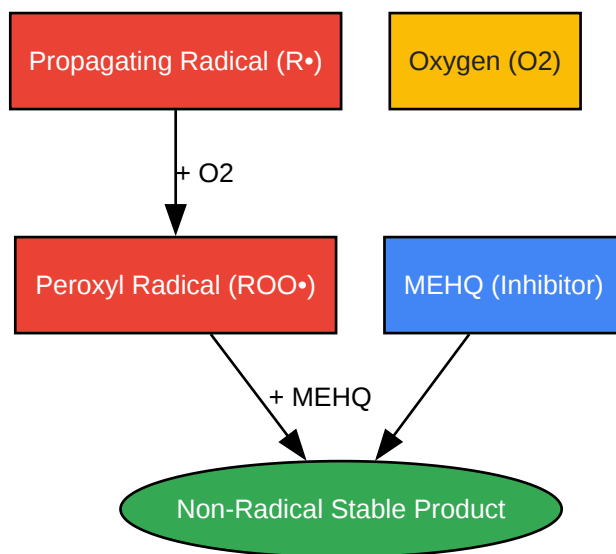 Propagating Radical (R•)
Oxygen (O2)
+ O2
Peroxyl Radical (ROO•)
MEHQ (Inhibitor)
+ MEHQ
Non-Radical Stable Product